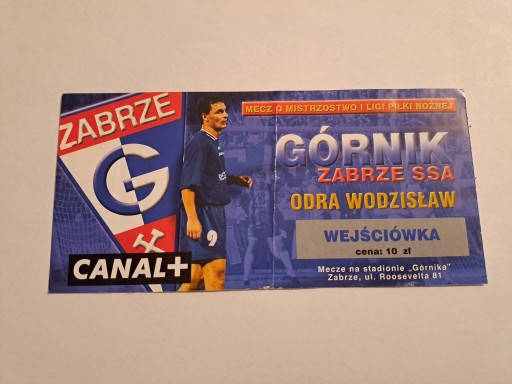 ZABRZE
G
CANAL+
9
MECZ O MISTRZOSTWO I LIGI PIŁKI NOŻNEJ
GÓRNIK
ZABRZE SSA
ODRA WODZISŁAW
WEJŚCIÓWKA
cena: 10 zł
Mecze na stadionie „Górnika"
Zabrze, ul. Roosevelta 81